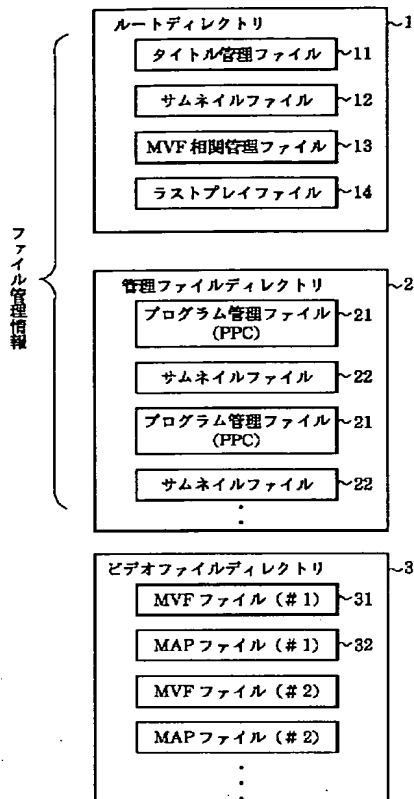 ルートディレクトリ ~1
タイトル管理ファイル ~11
サムネイルファイル ~12
MVF相関管理ファイル ~13
ラストプレイファイル ~14
ファイル管理情報
管理ファイルディレクトリ ~2
プログラム管理ファイル ~21
(PPC)
サムネイルファイル ~22
プログラム管理ファイル ~21
(PPC)
サムネイルファイル ~22
ビデオファイルディレクトリ ~3
MVFファイル(#1) ~31
MAPファイル(#1) ~32
MVFファイル(#2)
MAPファイル(#2)